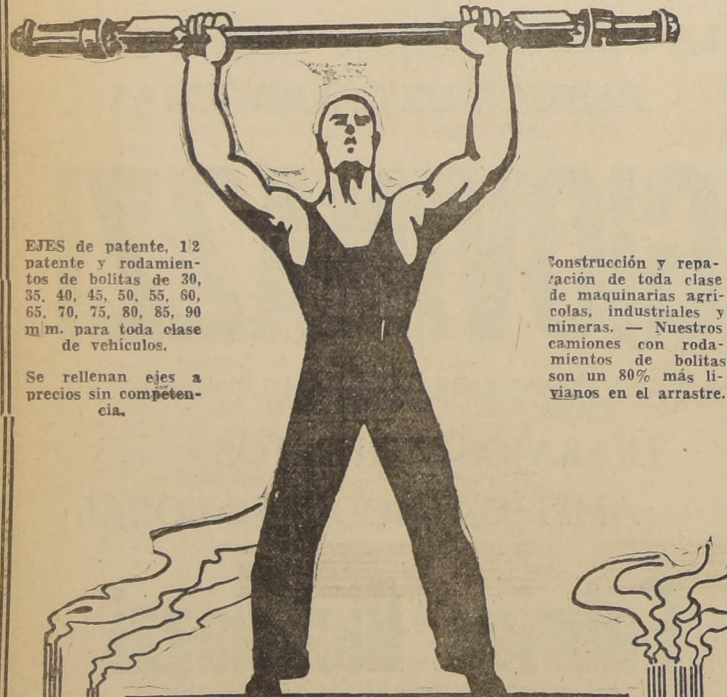 EJES de patente, 1|2
patente y rodamien-
tos de bolitas de 30,
35, 40, 45, 50, 55, 60,
65, 70, 75, 80, 85, 90
m|m. para toda clase
de vehículos.
Se rellenan ejes a
precios sin competen-
cia.
Construcción y repa-
ración de toda clase
de maquinarias agrí-
colas, industriales y
mineras. — Nuestros
camiones con roda-
mientos de bolitas
son un 80% más li-
vianos en el arrastre.